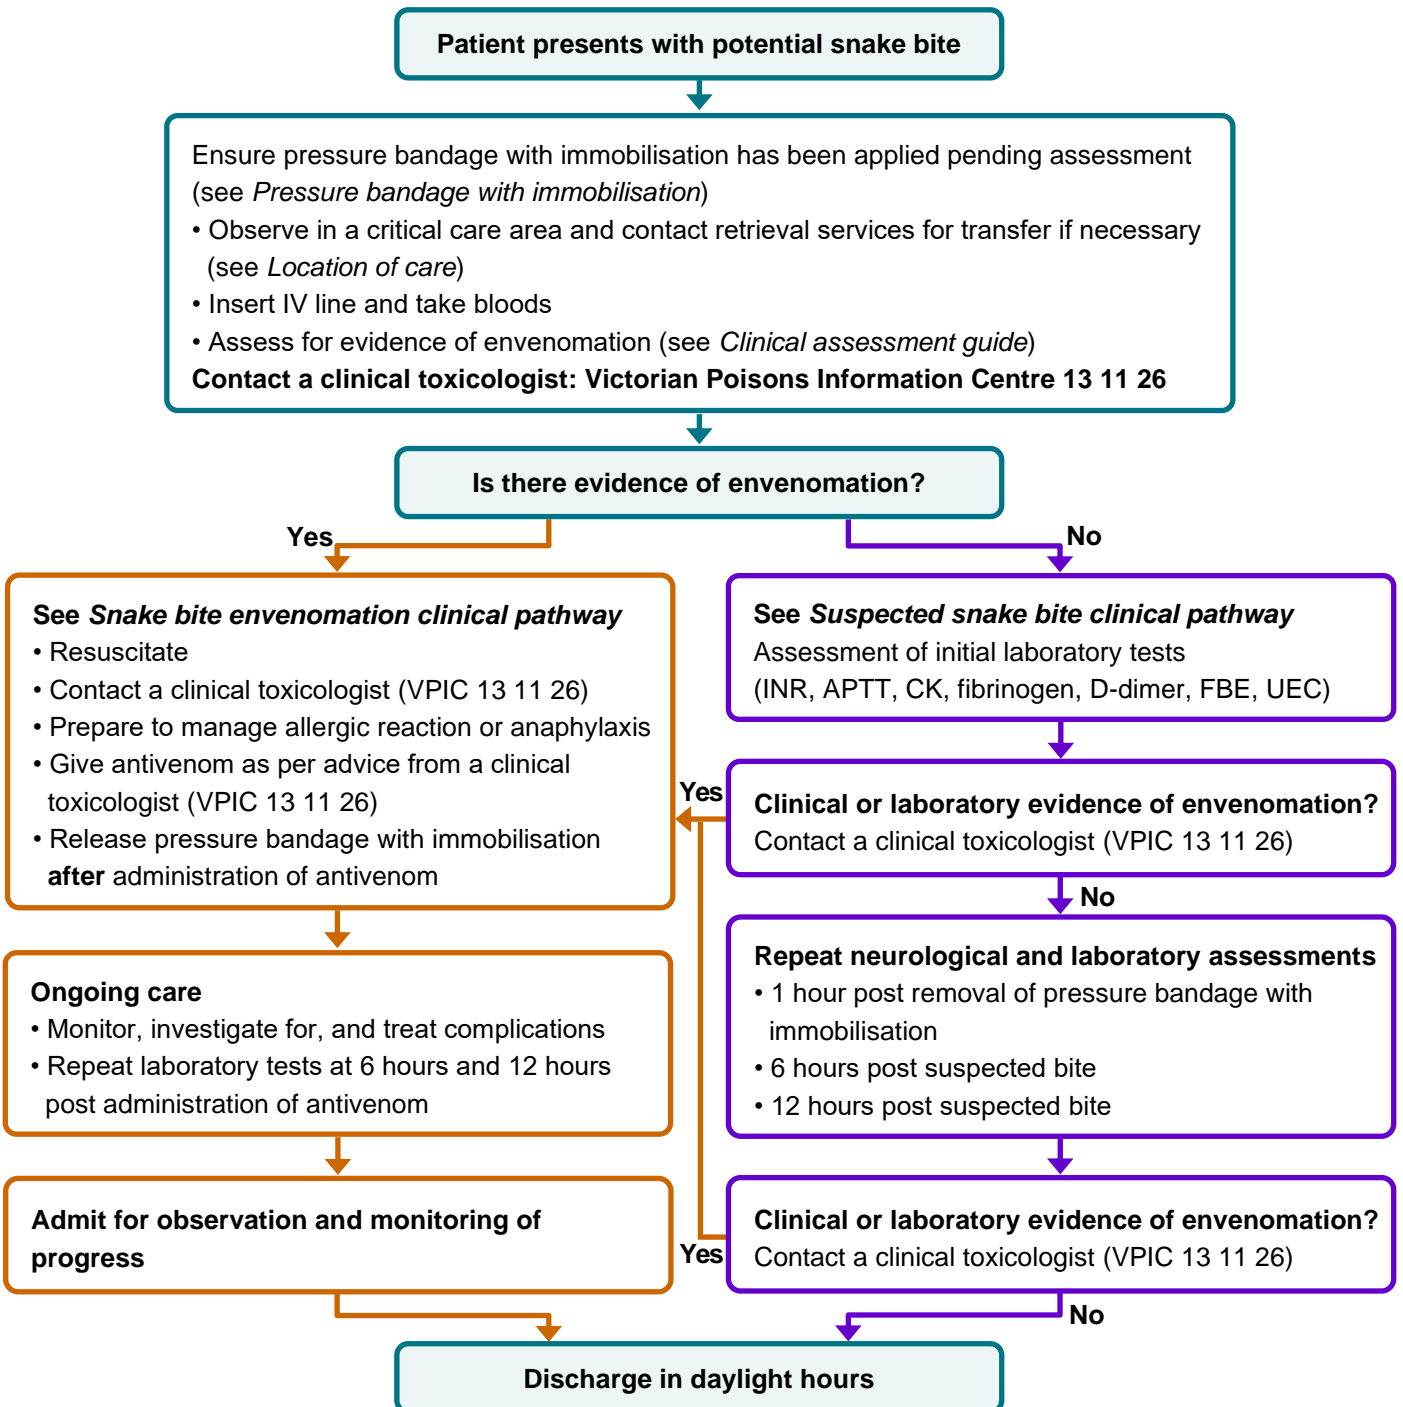 Patient presents with potential snake bite
Ensure pressure bandage with immobilisation has been applied pending assessment
(see Pressure bandage with immobilisation)
• Observe in a critical care area and contact retrieval services for transfer if necessary
(see Location of care)
• Insert IV line and take bloods
• Assess for evidence of envenomation (see Clinical assessment guide)
Contact a clinical toxicologist: Victorian Poisons Information Centre 13 11 26
Is there evidence of envenomation?
Yes
See Snake bite envenomation clinical pathway
• Resuscitate
• Contact a clinical toxicologist (VPIC 13 11 26)
• Prepare to manage allergic reaction or anaphylaxis
• Give antivenom as per advice from a clinical
toxicologist (VPIC 13 11 26)
• Release pressure bandage with immobilisation
after administration of antivenom
Ongoing care
• Monitor, investigate for, and treat complications
• Repeat laboratory tests at 6 hours and 12 hours
post administration of antivenom
Admit for observation and monitoring of
progress
No
See Suspected snake bite clinical pathway
Assessment of initial laboratory tests
(INR, APTT, CK, fibrinogen, D-dimer, FBE, UEC)
Yes
Clinical or laboratory evidence of envenomation?
Contact a clinical toxicologist (VPIC 13 11 26)
No
Repeat neurological and laboratory assessments
• 1 hour post removal of pressure bandage with
immobilisation
• 6 hours post suspected bite
• 12 hours post suspected bite
Yes
Clinical or laboratory evidence of envenomation?
Contact a clinical toxicologist (VPIC 13 11 26)
No
Discharge in daylight hours